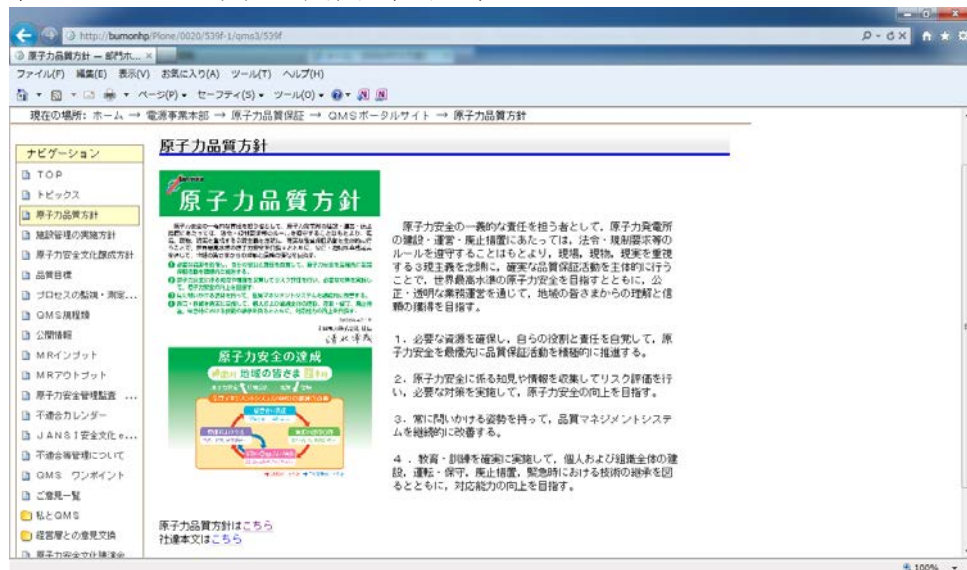 http://bumonhp/Plone/0020/539f-1/qms3/539f
原子力品質方針 — 部門ホ...
ファイル(F) 編集(E) 表示(V) お気に入り(A) ツール(T) ヘルプ(H)
ページ(P) セーフティ(S) ツール(O)
現在の場所: ホーム → 電源事業本部 → 原子力品質保証 → QMSポータルサイト → 原子力品質方針
ナビゲーション
TOP
トピックス
原子力品質方針
施設管理の実施方針
原子力安全文化醸成方針
品質目標
プロセスの監視・測定...
QMS規程類
公開情報
MRインプット
MRアウトプット
原子力安全管理監査 ...
不適合カレンダー
JANSI安全文化e...
不適合等管理について
QMS ワンポイント
ご意見一覧
私とQMS
経営層との意見交換
原子力安全文化講演会
原子力品質方針
原子力品質方針
原子力安全の達成
地域の皆さま
原子力安全の一義的な責任を担う者として,原子力発電所
の建設・運営・廃止措置にあたっては,法令・規制要求等の
ルールを遵守することはもとより,現場,現物,現実を重視
する3現主義を念頭に,確実な品質保証活動を主体的に行う
ことで,世界最高水準の原子力安全を目指すとともに,公
正・透明な業務運営を通じて,地域の皆さまからの理解と信
頼の獲得を目指す。
1.必要な資源を確保し,自らの役割と責任を自覚して,原
子力安全を最優先に品質保証活動を積極的に推進する。
2.原子力安全に係る知見や情報を収集してリスク評価を行
い,必要な対策を実施して,原子力安全の向上を目指す。
3.常に問いかける姿勢を持って,品質マネジメントシステ
ムを継続的に改善する。
4.教育・訓練を確実に実施して,個人および組織全体の建
設,運転・保守,廃止措置,緊急時における技術の継承を図
るとともに,対応能力の向上を目指す。
原子力品質方針はこちら
社達本文はこちら
100%